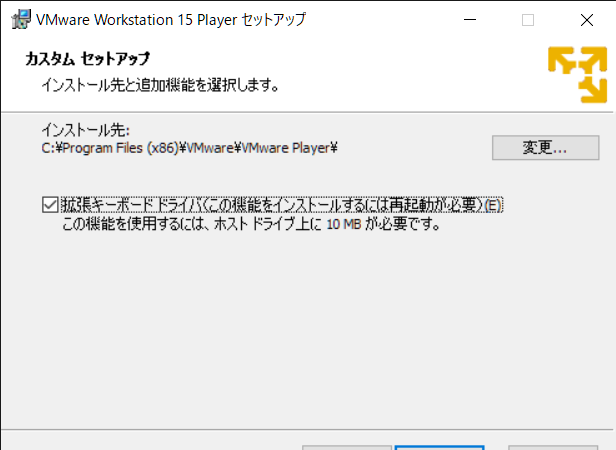 VMware Workstation 15 Player セットアップ
カスタム セットアップ
インストール先と追加機能を選択します。
インストール先:
C:¥Program Files (x86)¥VMware¥VMware Player¥
変更...
拡張キーボード ドライバ(この機能をインストールするには再起動が必要)(E)
この機能を使用するには、ホスト ドライブ上に 10 MB が必要です。